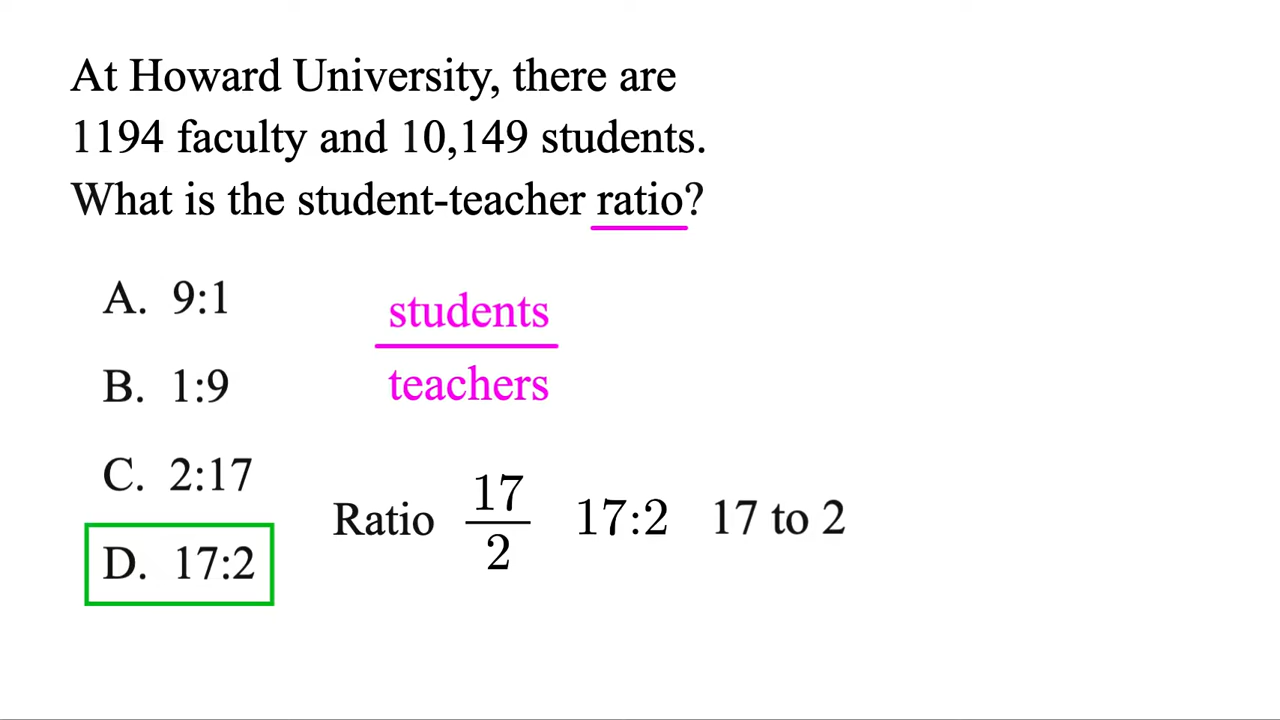 At Howard University, there are
1194 faculty and 10,149 students.
What is the student-teacher ratio?
A. 9:1
students
teachers
B. 1:9
C. 2:17
Ratio 17/2 17:2 17 to 2
D. 17:2